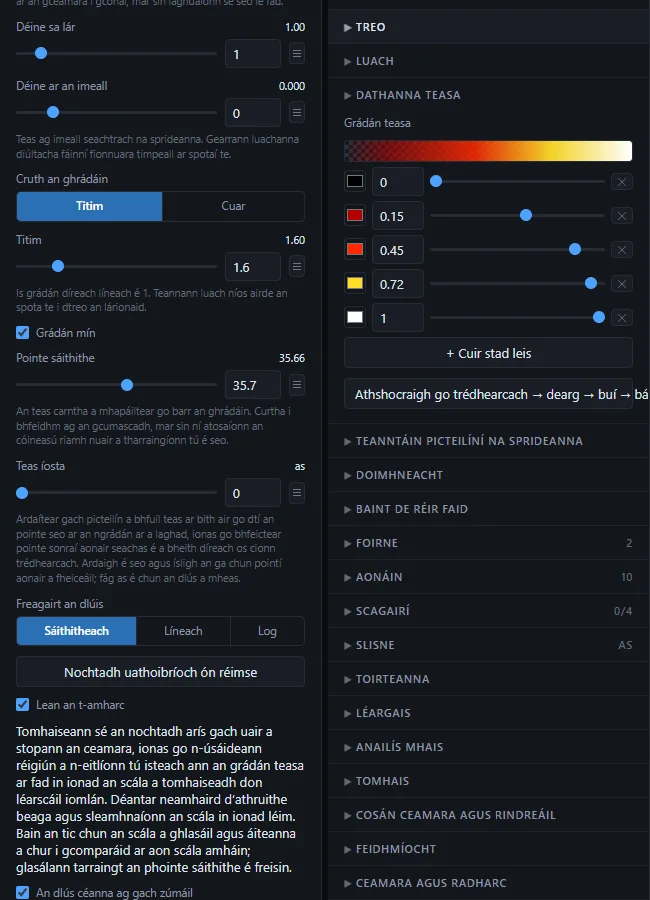 Déine sa lár 1.00
1
Déine ar an imeall 0.000
0
Teas ag imeall seachtrach na sprideanna. Gearrann luachanna
diúltacha fáinní fionnuara timpeall ar spotaí te.
Cruth an ghrádáin
Titim Cuar
Titim 1.60
1.6
Is grádán díreach líneach é 1. Teannann luach níos airde an
spota te i dtreo an lárionaid.
Grádán mín
Pointe sáithithe 35.66
35.7
An teas carntha a mhapáiltear go barr an ghrádáin. Curtha i
bhfeidhm ag an gcumascadh, mar sin ní atosaíonn an
cóineasú riamh nuair a tharraingíonn tú é seo.
Teas íosta as
0
Ardaítear gach picteilín a bhfuil teas ar bith air go dtí an
pointe seo ar an ngrádán ar a laghad, ionas go bhfeictear
pointe sonraí aonair seachas é a bheith díreach os cionn
trédhearcach. Ardaigh é seo agus ísligh an ga chun pointí
aonair a fheiceáil; fág as é chun an dlús a mheas.
Freagairt an dlúis
Sáithitheach Líneach Log
Nochtadh uathoibríoch ón réimse
Lean an t-amharc
Tomhaiseann sé an nochtadh arís gach uair a
stopann an ceamara, ionas go n-úsáideann
réigiún a n-eitlíonn tú isteach ann an grádán teasa
ar fad in ionad an scála a tomhaiseadh don
léarscáil iomlán. Déantar neamhaird d'athruithe
beaga agus sleamhnaíonn an scála in ionad léim.
Bain an tic chun an scála a ghlasáil agus áiteanna
a chur i gcomparáid ar aon scála amháin;
glasálann tarraingt an phointe sáithithe é freisin.
An dlús céanna ag gach zúmáil
TREO
LUACH
DATHANNA TEASA
Grádán teasa
0
0.15
0.45
0.72
1
+ Cuir stad leis
Athshocraigh go trédhearcach → dearg → buí → bá
TEANNTÁIN PICTEILÍNÍ NA SPRIDEANNA
DOIMHNEACHT
BAINT DE RÉIR FAID
FOIRNE 2
AONÁIN 10
SCAGAIRÍ 0/4
SLISNE AS
TOIRTEANNA
LÉARGAIS
ANAILÍS MHAIS
TOMHAIS
COSÁN CEAMARA AGUS RINDREÁIL
FEIDHMÍOCHT
CEAMARA AGUS RADHARC